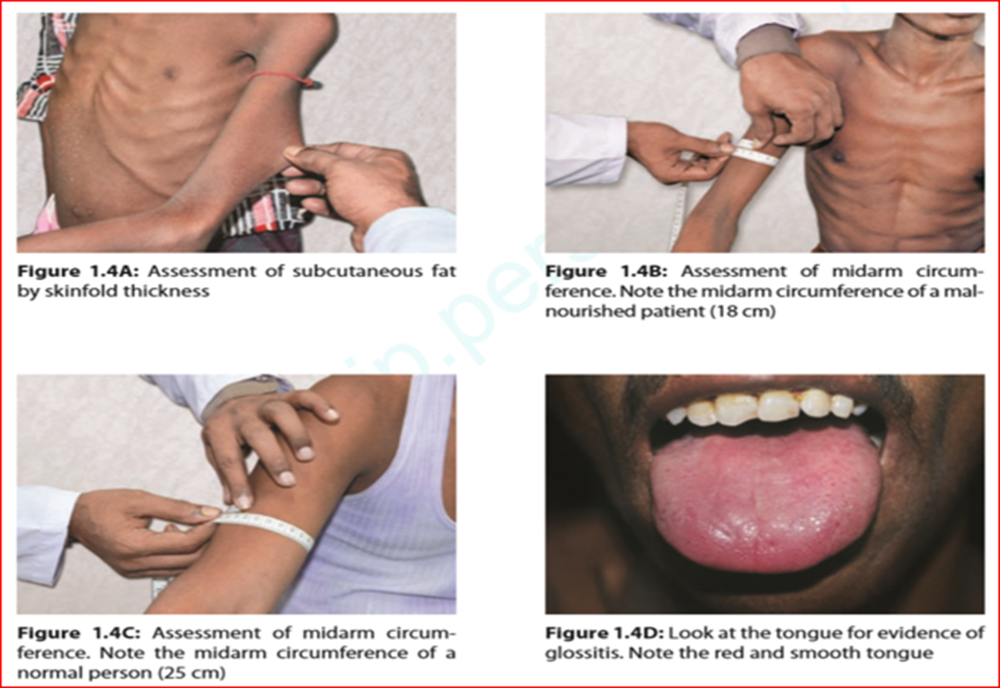 Figure 1.4A: Assessment of subcutaneous fat
by skinfold thickness
Figure 1.4B: Assessment of midarm circum-
ference. Note the midarm circumference of a mal-
nourished patient (18 cm)
Figure 1.4C: Assessment of midarm circum-
ference. Note the midarm circumference of a
normal person (25 cm)
Figure 1.4D: Look at the tongue for evidence of
glossitis. Note the red and smooth tongue